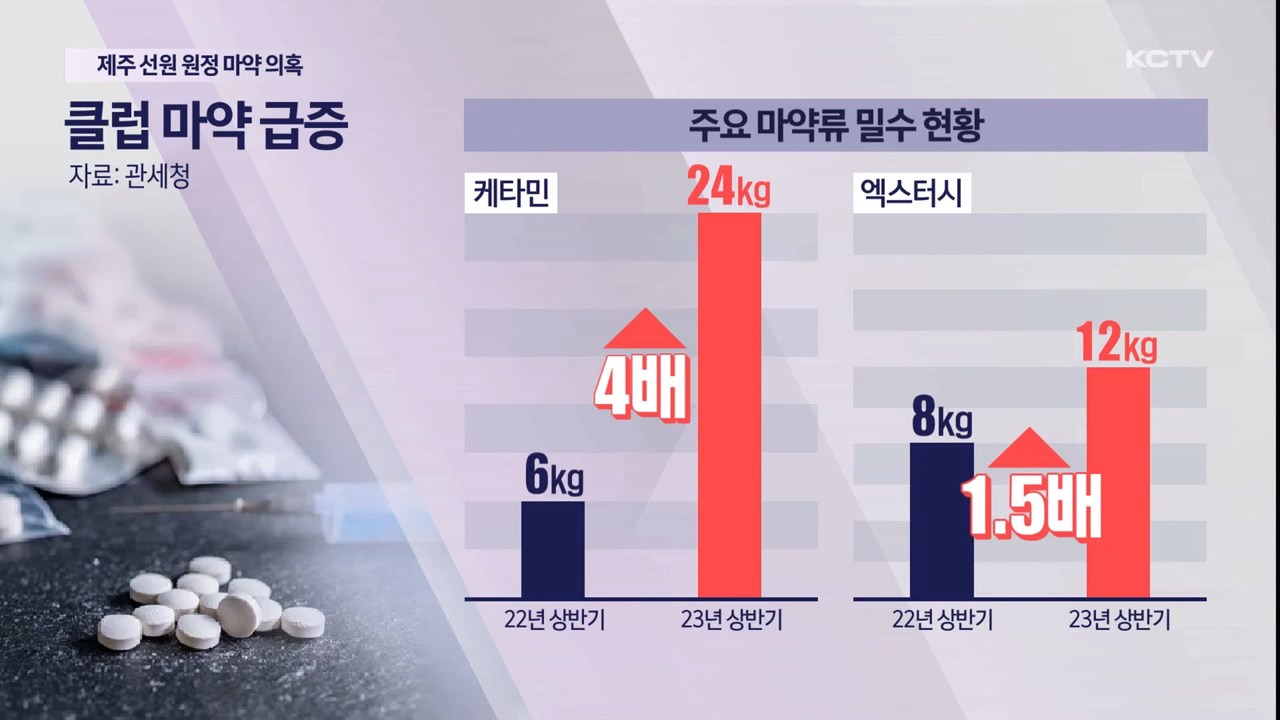 제주 선원 원정 마약 의혹
클럽 마약 급증
자료: 관세청
KCTV
주요 마약류 밀수 현황
케타민
24kg
4배
6kg
22년 상반기
23년 상반기
엑스터시
12kg
8kg
1.5배
22년 상반기
23년 상반기